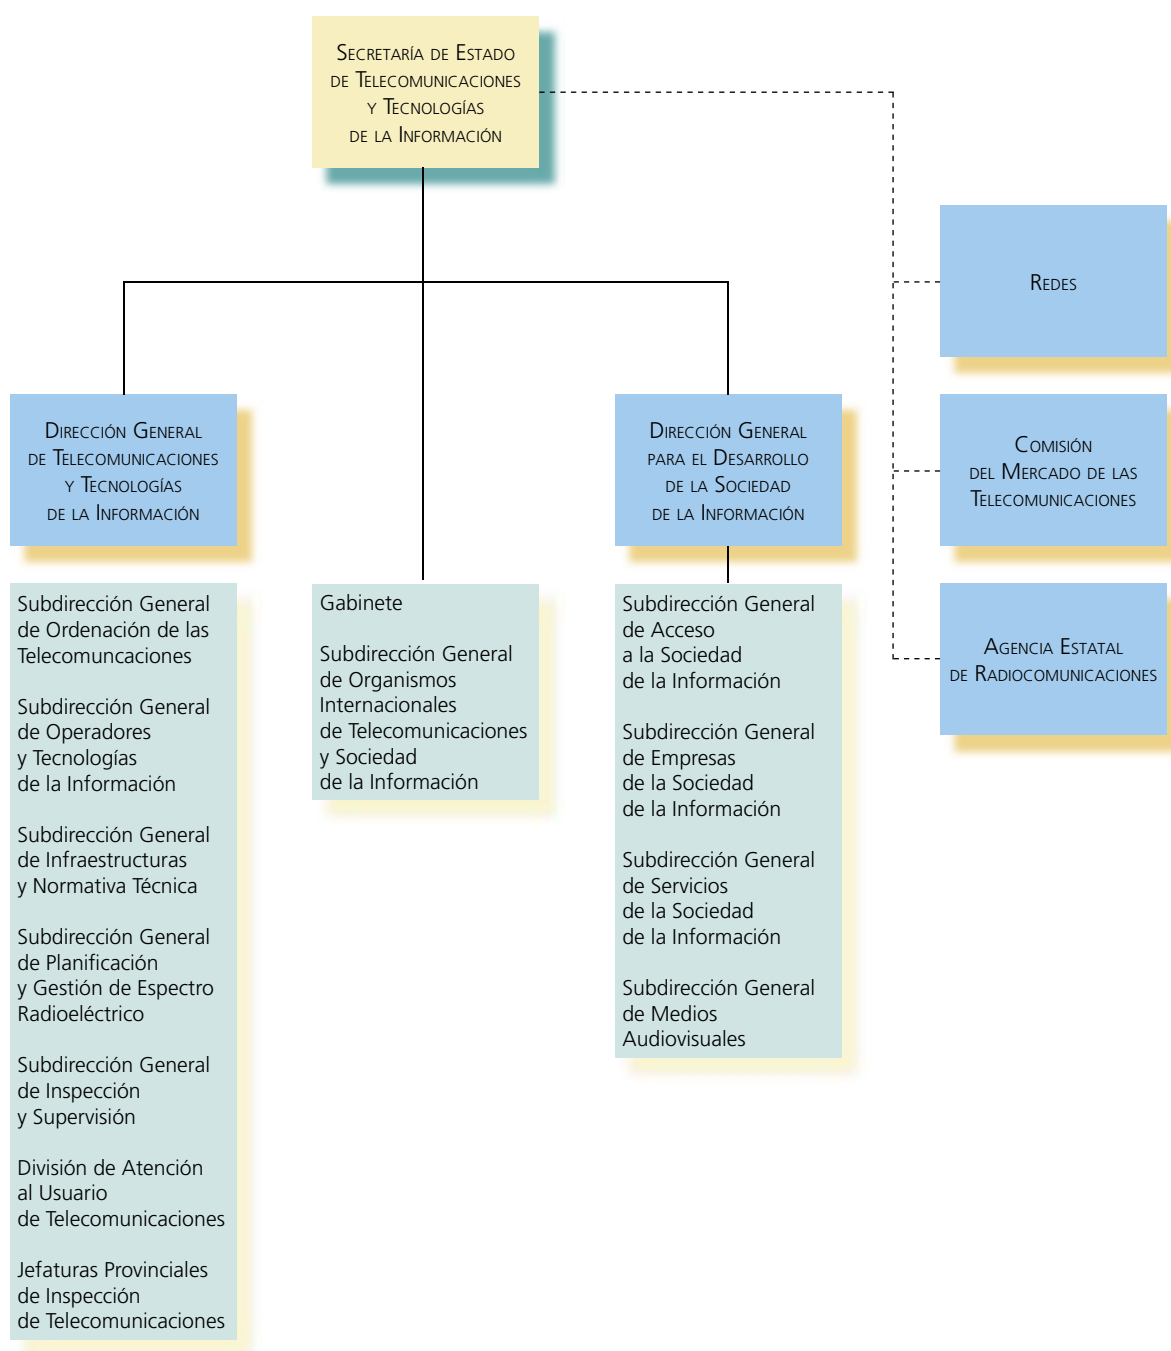 Secretaría de Estado
de Telecomunicaciones
y Tecnologías
de la Información
Redes
Dirección General
de Telecomunicaciones
y Tecnologías
de la Información
Dirección General
para el Desarrollo
de la Sociedad
de la Información
Comisión
del Mercado de las
Telecomunicaciones
Agencia Estatal
de Radiocomunicaciones
Subdirección General
de Ordenación de las
Telecomuncaciones
Subdirección General
de Operadores
y Tecnologías
de la Información
Subdirección General
de Infraestructuras
y Normativa Técnica
Subdirección General
de Planificación
y Gestión de Espectro
Radioeléctrico
Subdirección General
de Inspección
y Supervisión
División de Atención
al Usuario
de Telecomunicaciones
Jefaturas Provinciales
de Inspección
de Telecomunicaciones
Gabinete
Subdirección General
de Organismos
Internacionales
de Telecomunicaciones
y Sociedad
de la Información
Subdirección General
de Acceso
a la Sociedad
de la Información
Subdirección General
de Empresas
de la Sociedad
de la Información
Subdirección General
de Servicios
de la Sociedad
de la Información
Subdirección General
de Medios
Audiovisuales